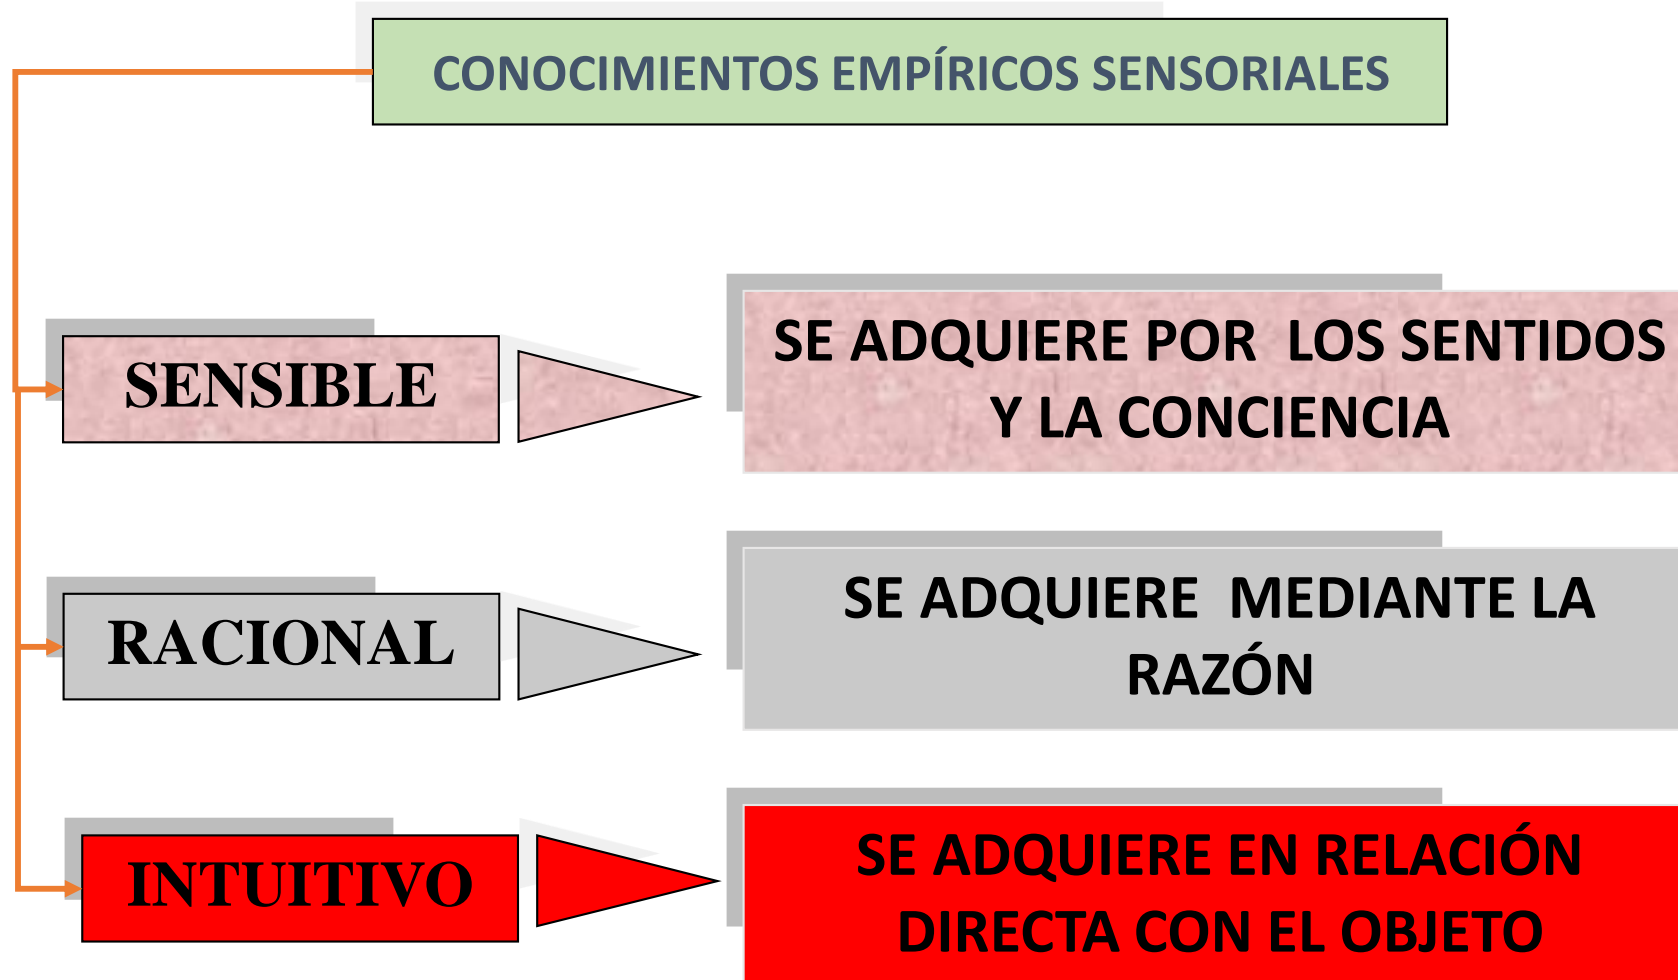 CONOCIMIENTOS EMPÍRICOS SENSORIALES
SENSIBLE
SE ADQUIERE POR LOS SENTIDOS
Y LA CONCIENCIA
RACIONAL
SE ADQUIERE MEDIANTE LA
RAZÓN
INTUITIVO
SE ADQUIERE EN RELACIÓN
DIRECTA CON EL OBJETO